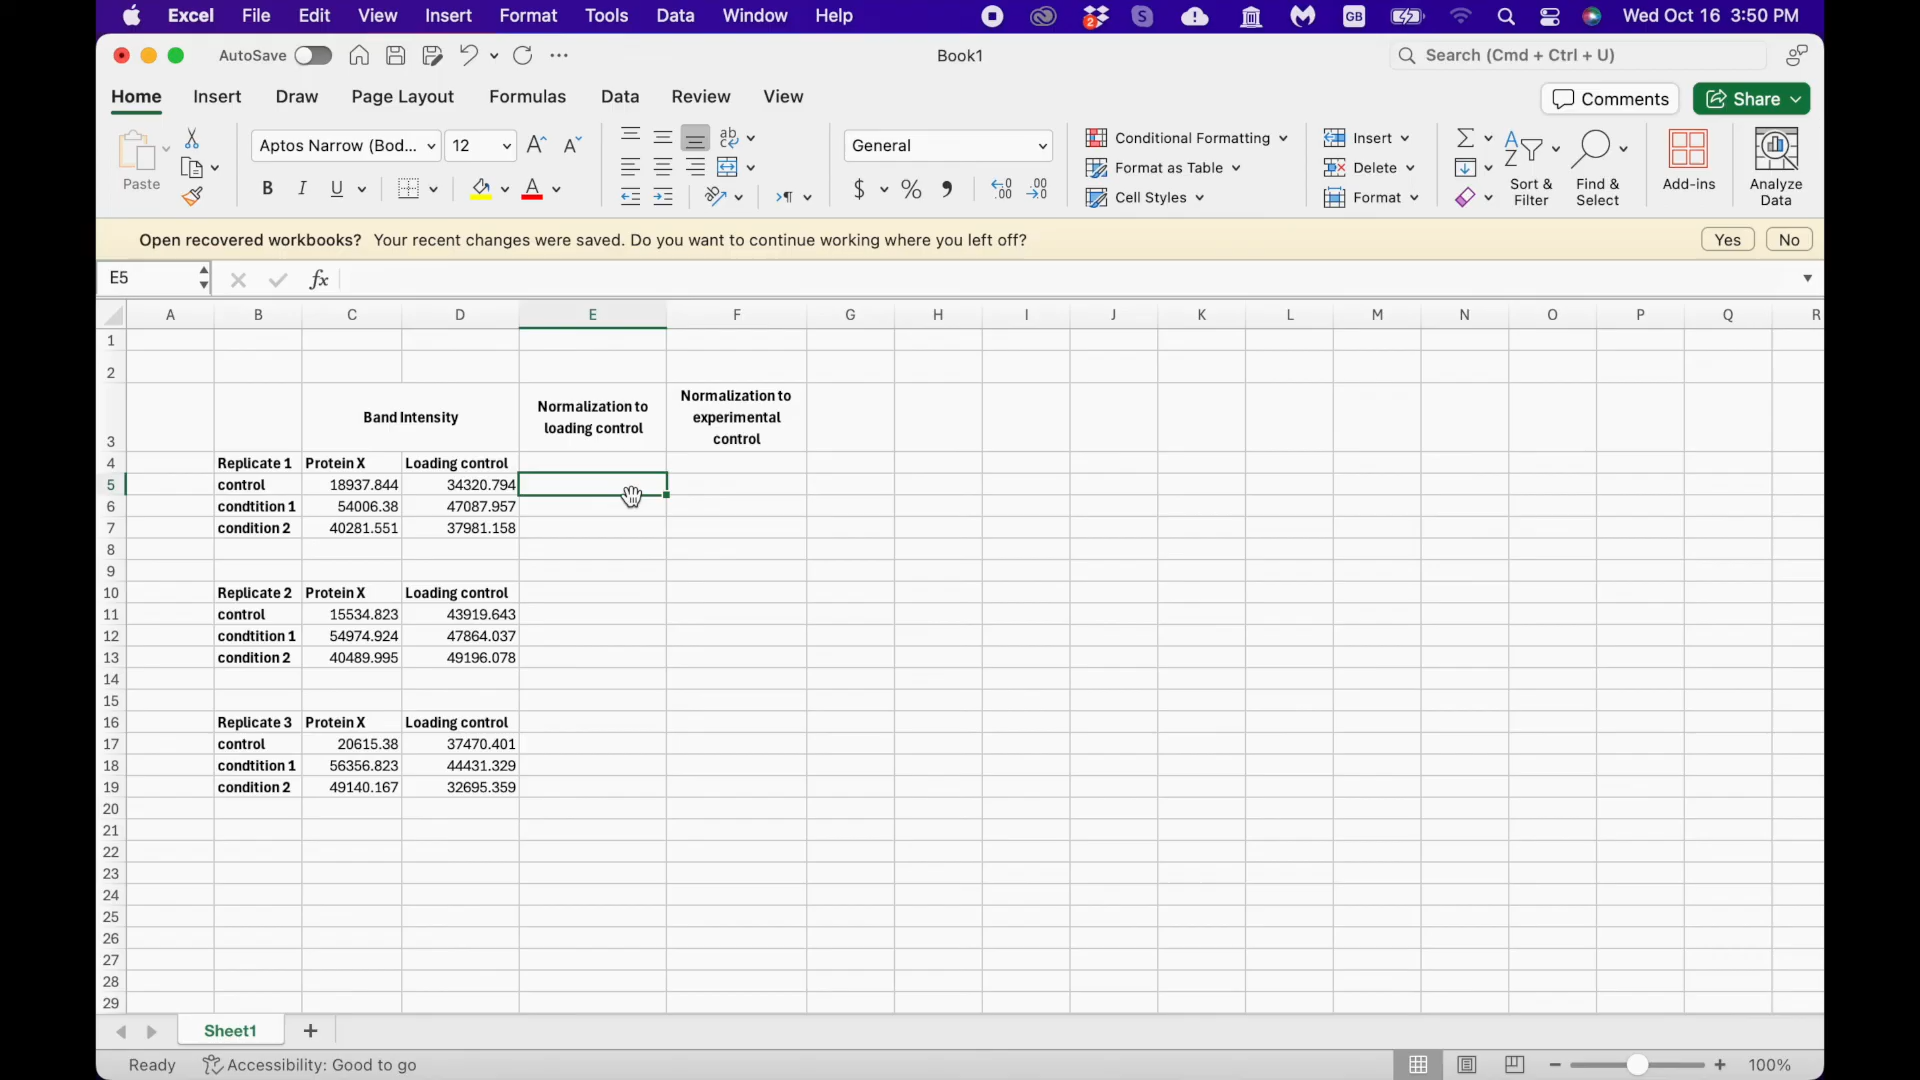 Excel File Edit View Insert Format Tools Data Window Help 2 S GB Wed Oct 16 3:50 PM
AutoSave Book1 Search (Cmd + Ctrl + U)
Home Insert Draw Page Layout Formulas Data Review View Comments Share
Paste Aptos Narrow (Bod... 12 A A ab c General Conditional Formatting Insert Sort & Filter Find & Select Add-ins Analyze Data
Format as Table Delete
B I U A $ % , Cell Styles Format
Open recovered workbooks? Your recent changes were saved. Do you want to continue working where you left off? Yes No
E5 fx
A B C D E F G H I J K L M N O P Q R
1
2
3 Band Intensity Normalization to loading control Normalization to experimental control
4 Replicate 1 Protein X Loading control
5 control 18937.844 34320.794
6 condtition 1 54006.38 47087.957
7 condition 2 40281.551 37981.158
8
9
10 Replicate 2 Protein X Loading control
11 control 15534.823 43919.643
12 condtition 1 54974.924 47864.037
13 condition 2 40489.995 49196.078
14
15
16 Replicate 3 Protein X Loading control
17 control 20615.38 37470.401
18 condtition 1 56356.823 44431.329
19 condition 2 49140.167 32695.359
20
21
22
23
24
25
26
27
28
29
Sheet1 +
Ready Accessibility: Good to go − + 100%